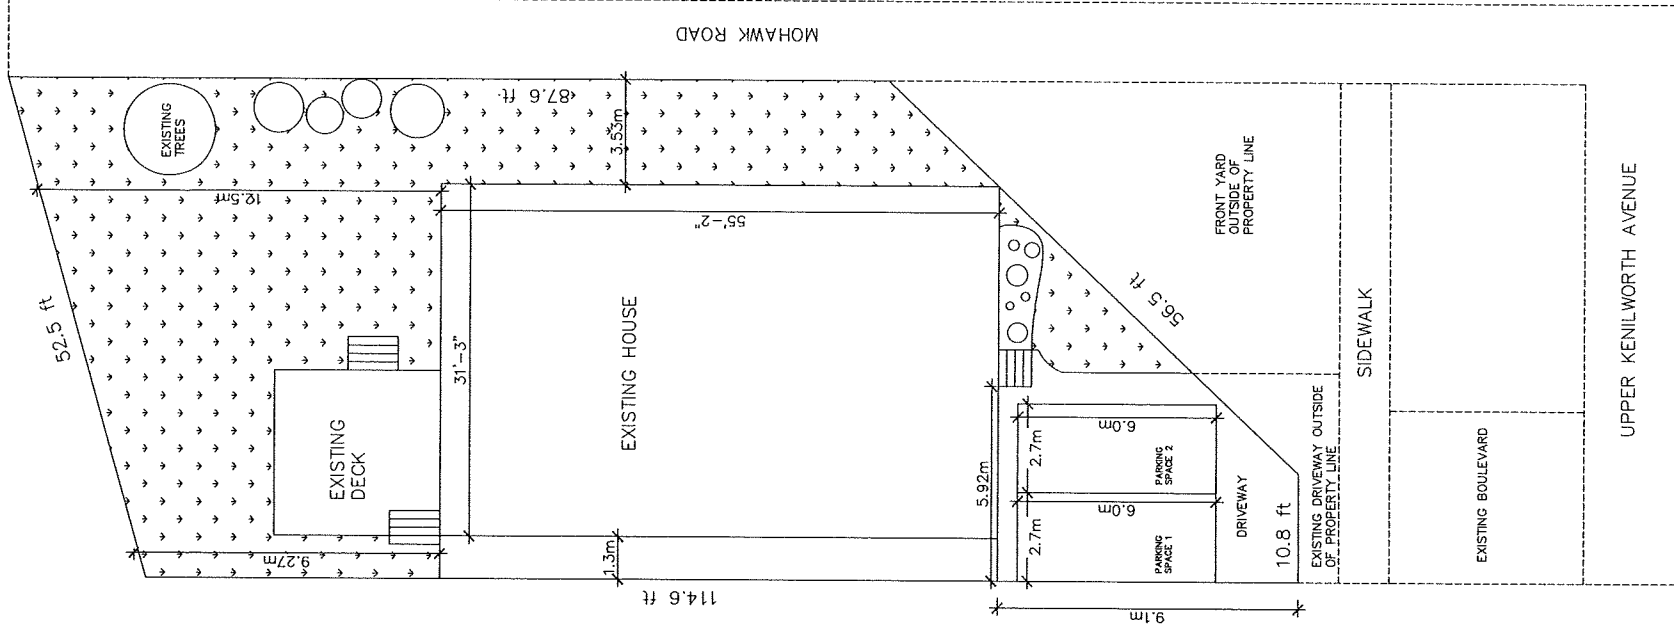 MOHAWK ROAD
EXISTING
TREES
87.6 ft
3.53m
12.5m
52.5 ft
55'-2"
31'-3"
EXISTING HOUSE
EXISTING
DECK
9.27m
1.3m
114.6 ft
FRONT YARD
OUTSIDE OF
PROPERTY LINE
56.5 ft
5.92m
2.7m
6.0m
PARKING
SPACE 2
2.7m
6.0m
PARKING
SPACE 1
DRIVEWAY
10.8 ft
9.1m
EXISTING DRIVEWAY OUTSIDE
OF PROPERTY LINE
SIDEWALK
EXISTING BOULEVARD
UPPER KENILWORTH AVENUE